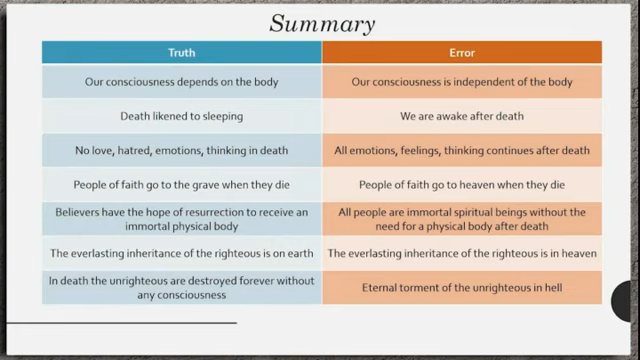 Summary
Truth
Error
Our consciousness depends on the body
Our consciousness is independent of the body
Death likened to sleeping
We are awake after death
No love, hatred, emotions, thinking in death
All emotions, feelings, thinking continues after death
People of faith go to the grave when they die
People of faith go to heaven when they die
Believers have the hope of resurrection to receive an
immortal physical body
All people are immortal spiritual beings without the
need for a physical body after death
The everlasting inheritance of the righteous is on earth
The everlasting inheritance of the righteous is in heaven
In death the unrighteous are destroyed forever without
any consciousness
Eternal torment of the unrighteous in hell